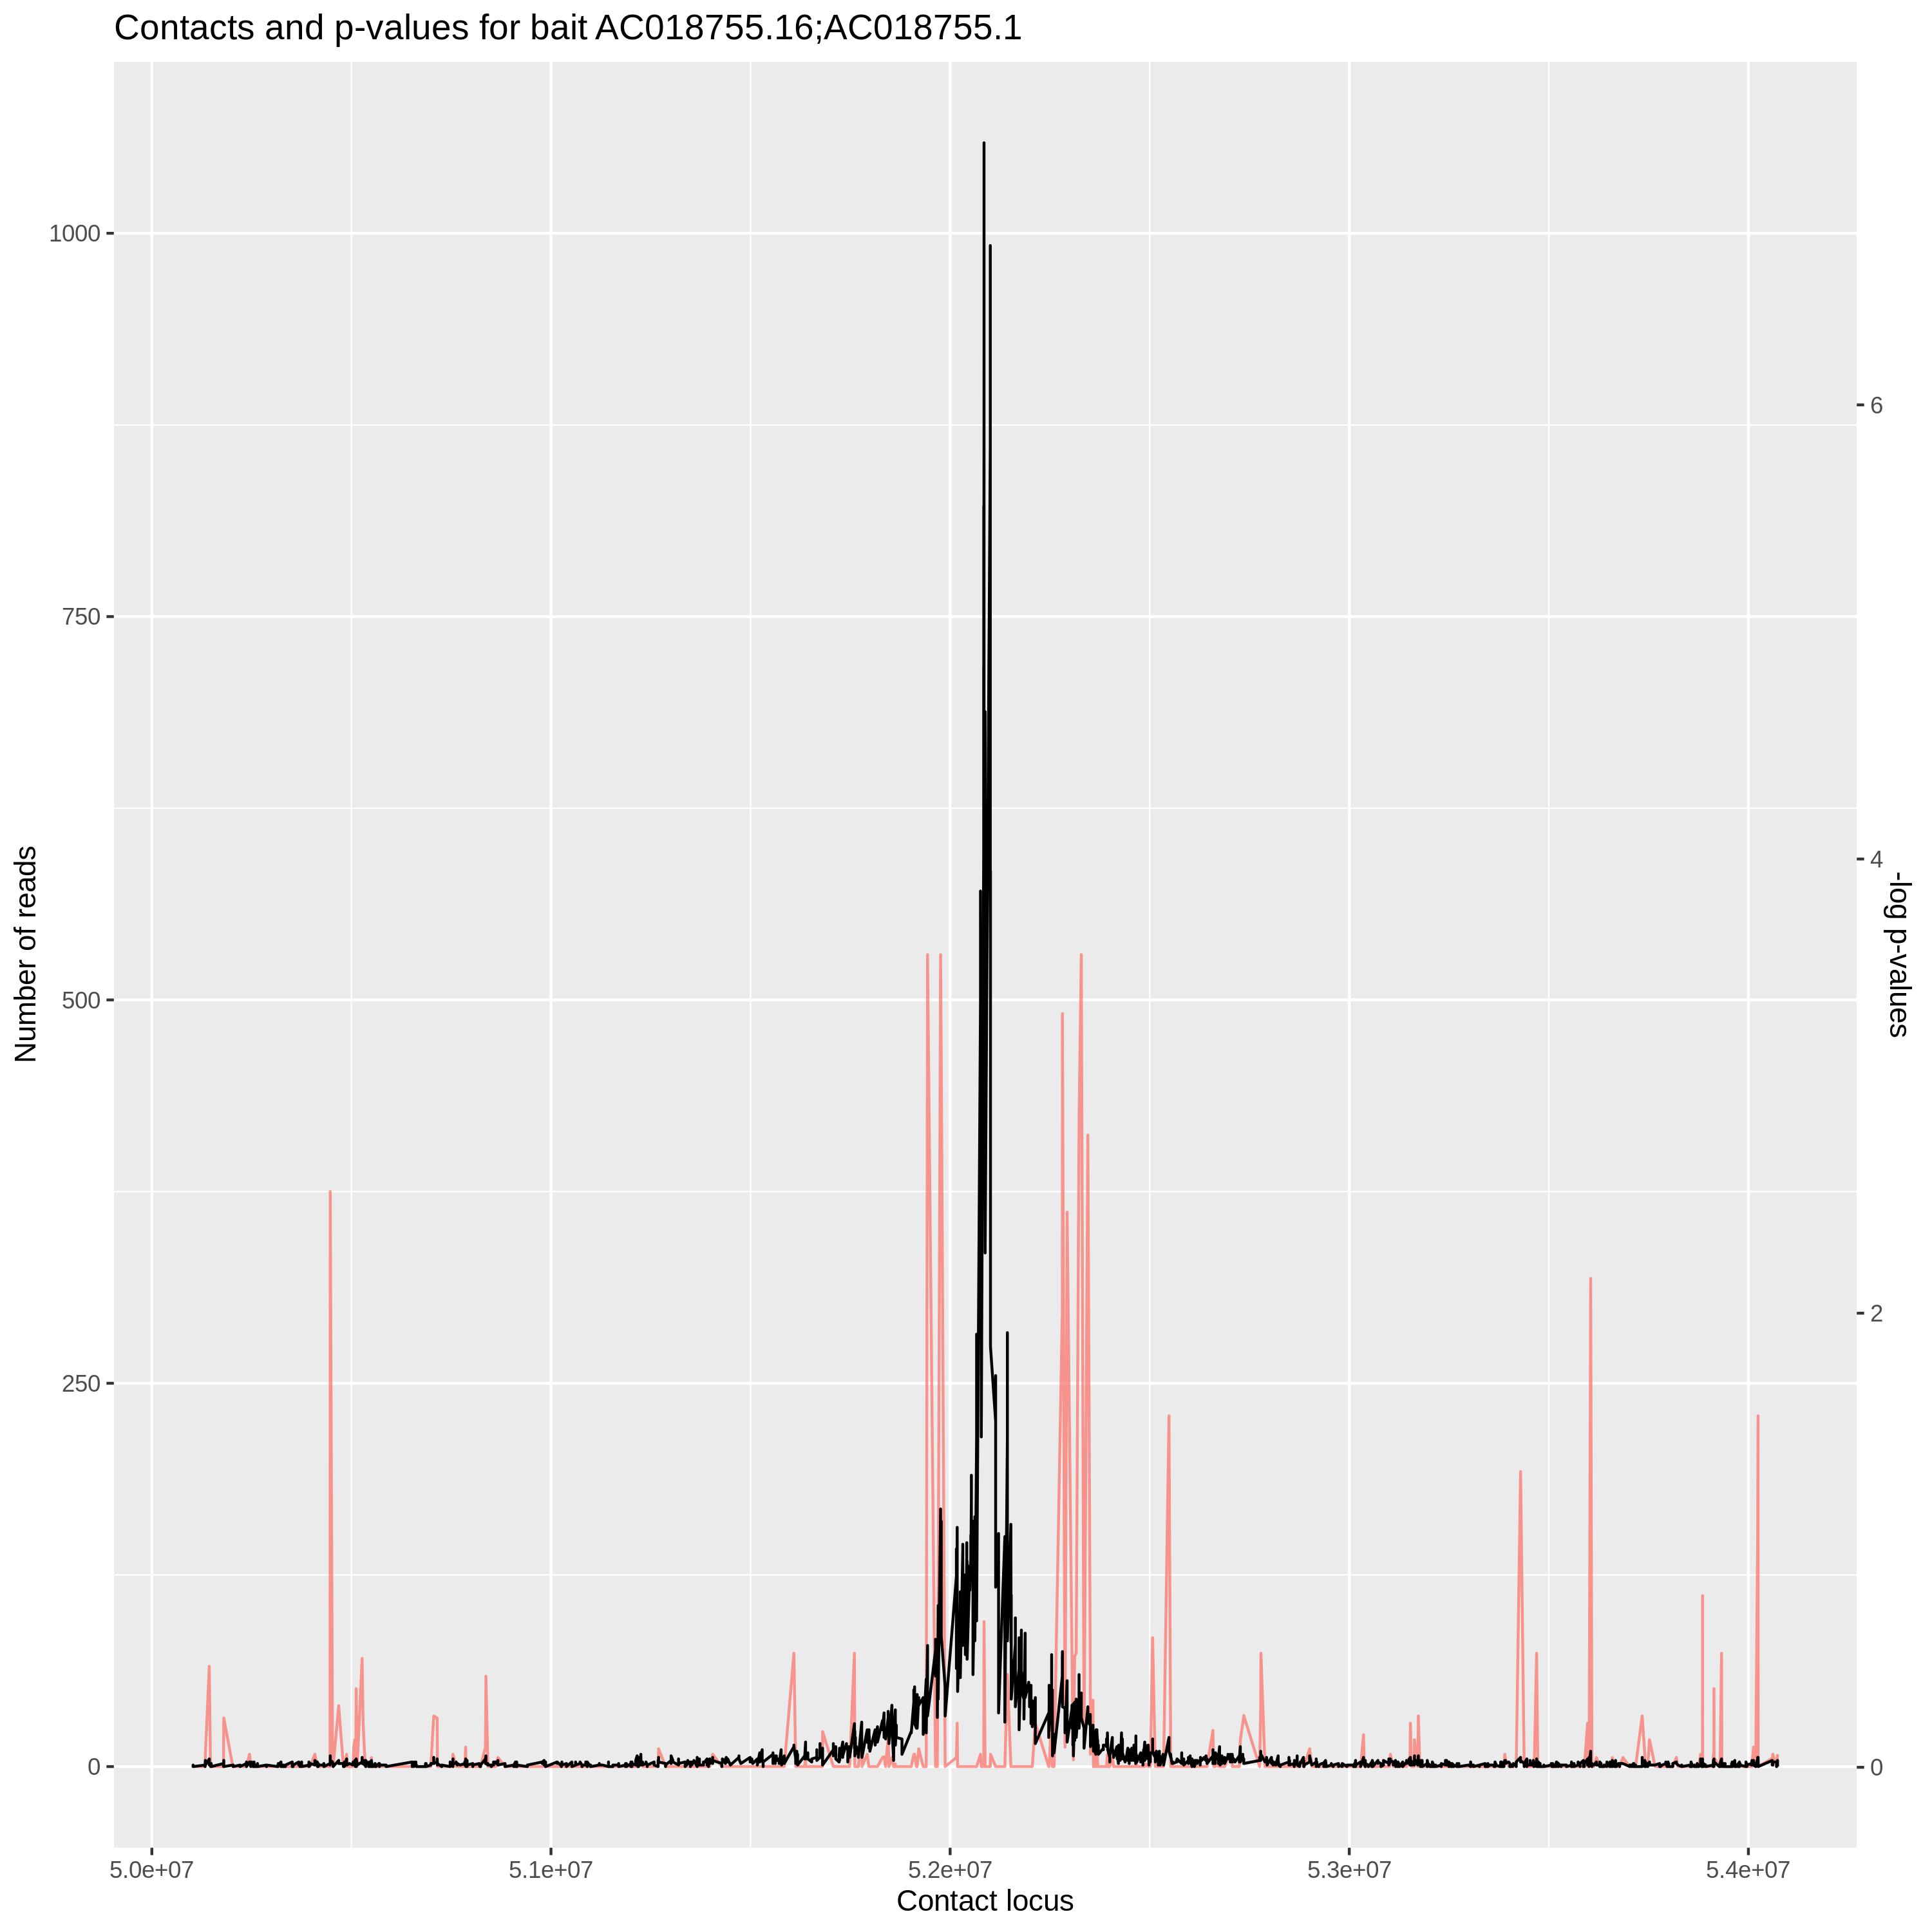 Contacts and p-values for bait AC018755.16;AC018755.1
1000
750
500
250
0
Number of reads
6
4
2
0
-log p-values
5.0e+07
5.1e+07
5.2e+07
5.3e+07
5.4e+07
Contact locus